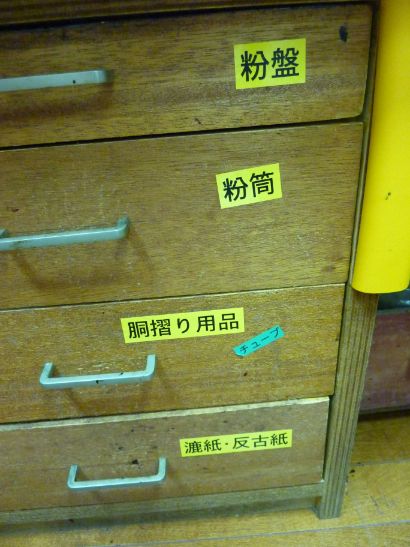 粉盤
粉筒
胴摺り用品
チューブ
漉紙・反古紙